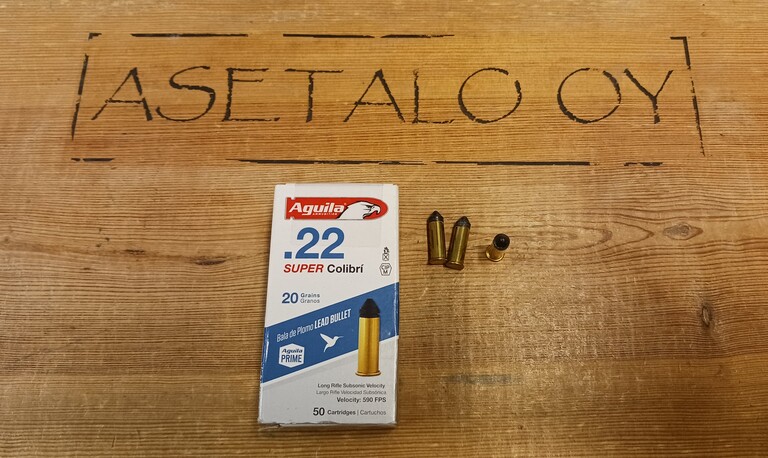 ASETALO OY
Aguila
AMMUNITION
.22
SUPER Colibrí
20 Grains
Granos
Bala de Plomo LEAD BULLET
Aguila
PRIME
Long Rifle Subsonic Velocity
Largo Rifle Velocidad Subsónica
Velocity: 590 FPS
50 Cartridges | Cartuchos